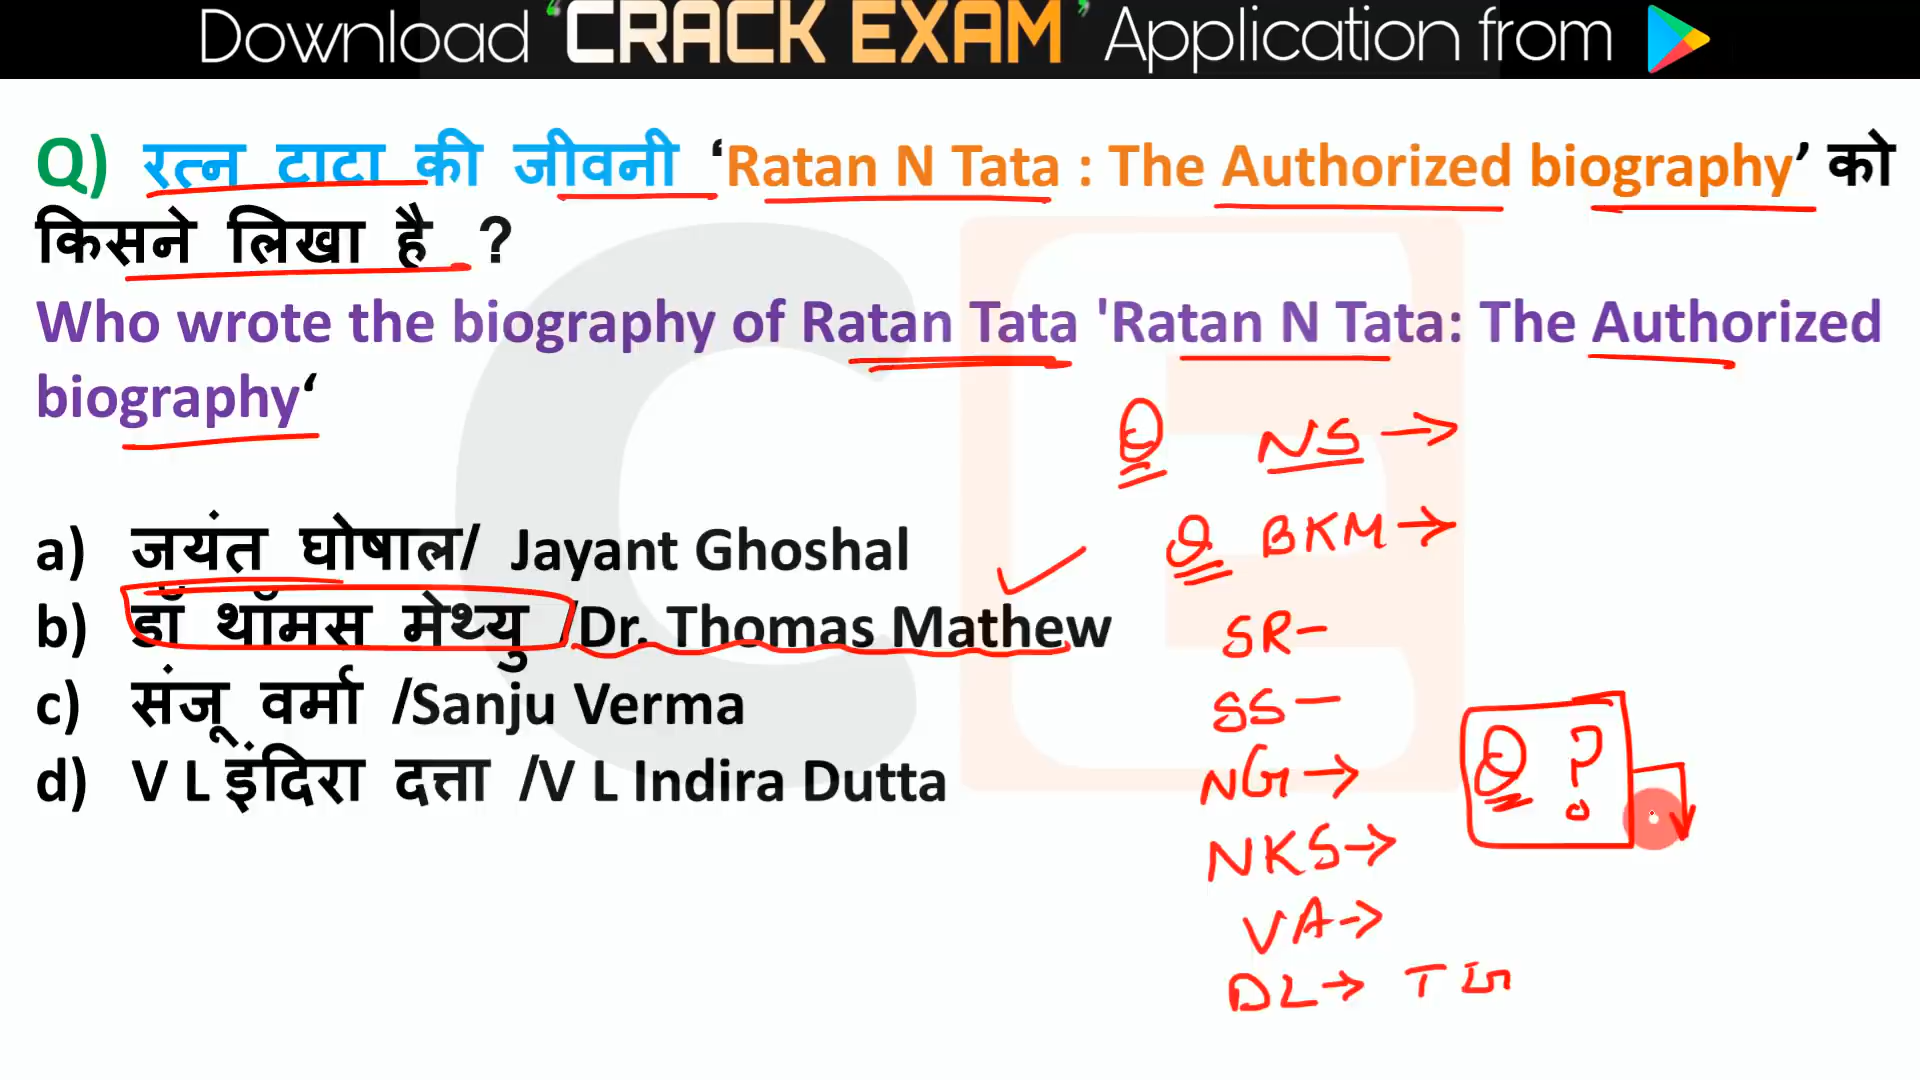 Download ‘CRACK EXAM’ Application from
Q) रत्न टाटा की जीवनी ‘Ratan N Tata : The Authorized biography’ को
किसने लिखा है ?
Who wrote the biography of Ratan Tata 'Ratan N Tata: The Authorized
biography‘
a) जयंत घोषाल/ Jayant Ghoshal
b) डॉ थॉमस मेथ्यु /Dr. Thomas Mathew
c) संजू वर्मा /Sanju Verma
d) V L इंदिरा दत्ता /V L Indira Dutta
Q NS →
Q BKM →
SR –
SS –
NG →
NKS →
VA →
DL →
Q ?